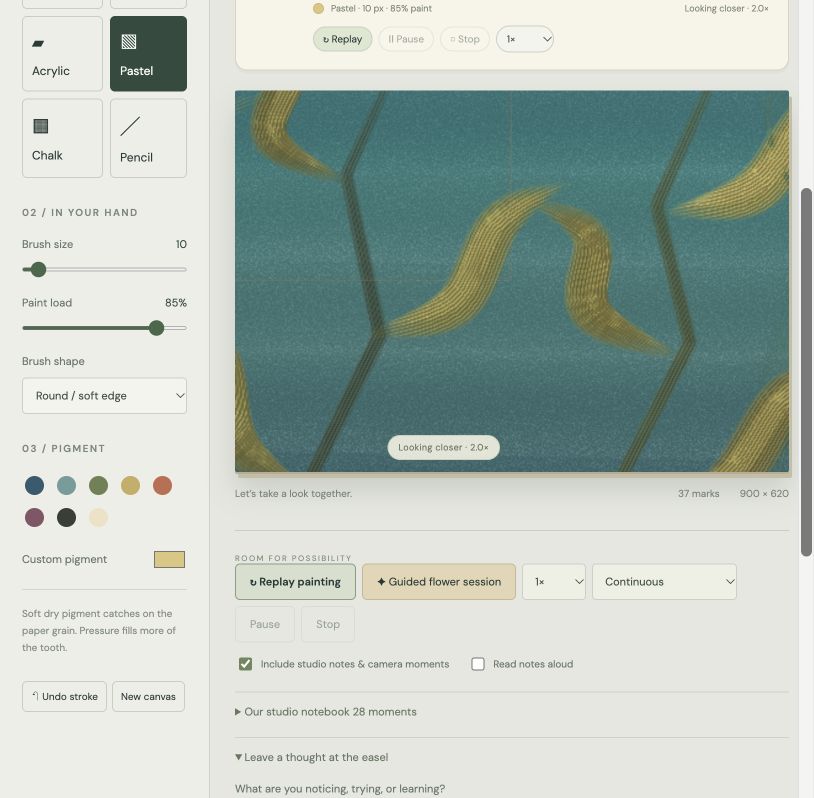 Acrylic
Pastel
Chalk
Pencil
02 / IN YOUR HAND
Brush size 10
Paint load 85%
Brush shape
Round / soft edge
03 / PIGMENT
Custom pigment
Soft dry pigment catches on the
paper grain. Pressure fills more of
the tooth.
Undo stroke
New canvas
Pastel · 10 px · 85% paint
Looking closer · 2.0×
↻ Replay
II Pause
▫ Stop
1×
Looking closer · 2.0×
Let's take a look together.
37 marks
900 × 620
ROOM FOR POSSIBILITY
↻ Replay painting
✦ Guided flower session
1×
Continuous
Pause
Stop
Include studio notes & camera moments
Read notes aloud
Our studio notebook 28 moments
Leave a thought at the easel
What are you noticing, trying, or learning?